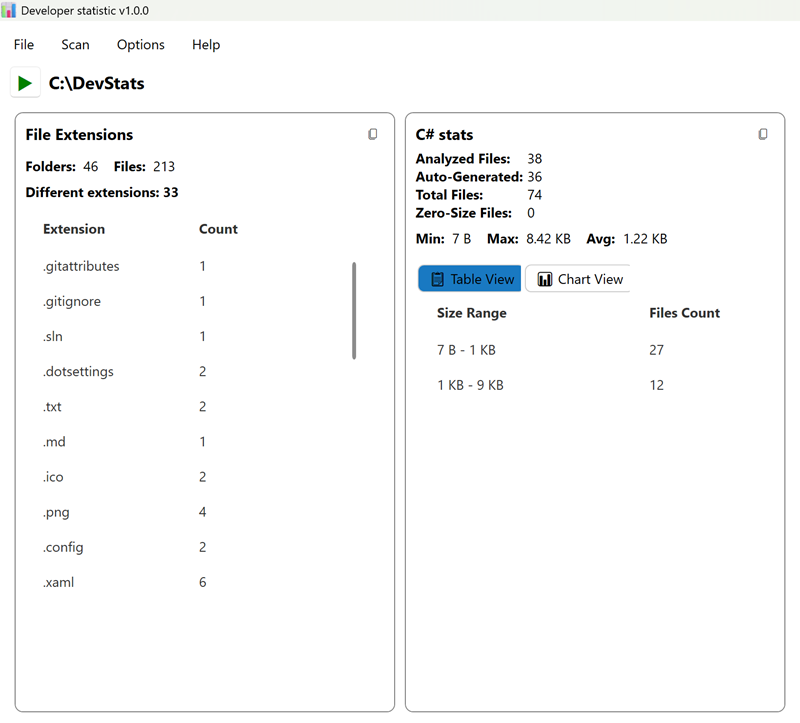 Developer statistic v1.0.0
File Scan Options Help
C:\DevStats
File Extensions
Folders: 46 Files: 213
Different extensions: 33
Extension Count
.gitattributes 1
.gitignore 1
.sln 1
.dotsettings 2
.txt 2
.md 1
.ico 2
.png 4
.config 2
.xaml 6
C# stats
Analyzed Files: 38
Auto-Generated: 36
Total Files: 74
Zero-Size Files: 0
Min: 7 B Max: 8.42 KB Avg: 1.22 KB
Table View Chart View
Size Range Files Count
7 B - 1 KB 27
1 KB - 9 KB 12